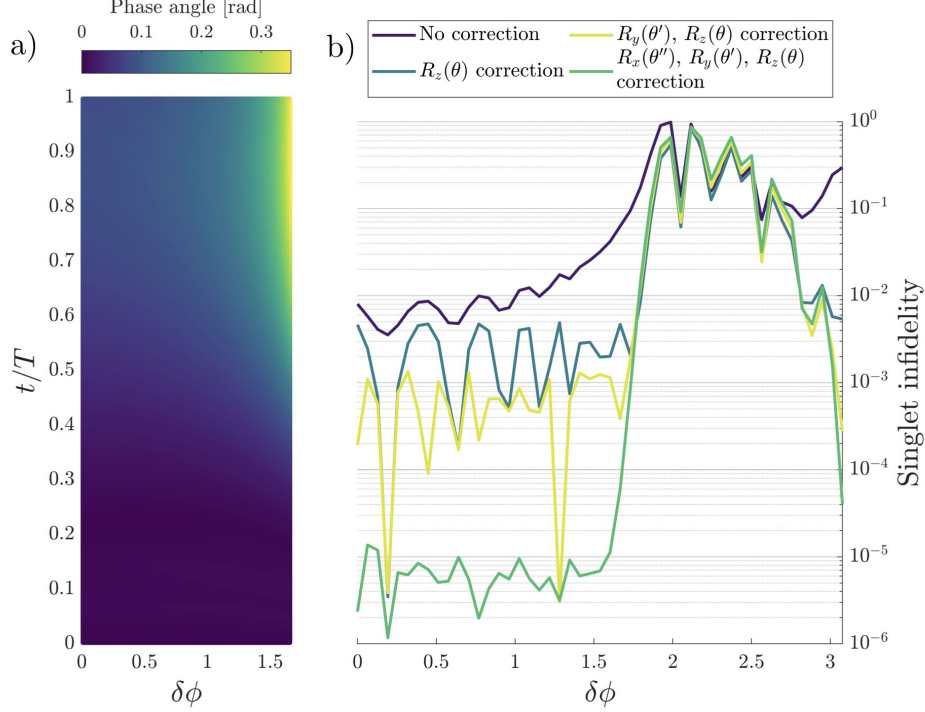 Phase angle [rad]
0 0.1 0.2 0.3
a)
1
0.9
0.8
0.7
0.6
0.5
0.4
0.3
0.2
0.1
0
t/T
0 0.5 1 1.5
δϕ
b)
No correction
R_z(θ) correction
R_y(θ′), R_z(θ) correction
R_x(θ″), R_y(θ′), R_z(θ)
correction
10^0
10^-1
10^-2
10^-3
10^-4
10^-5
10^-6
Singlet infidelity
0 0.5 1 1.5 2 2.5 3
δϕ